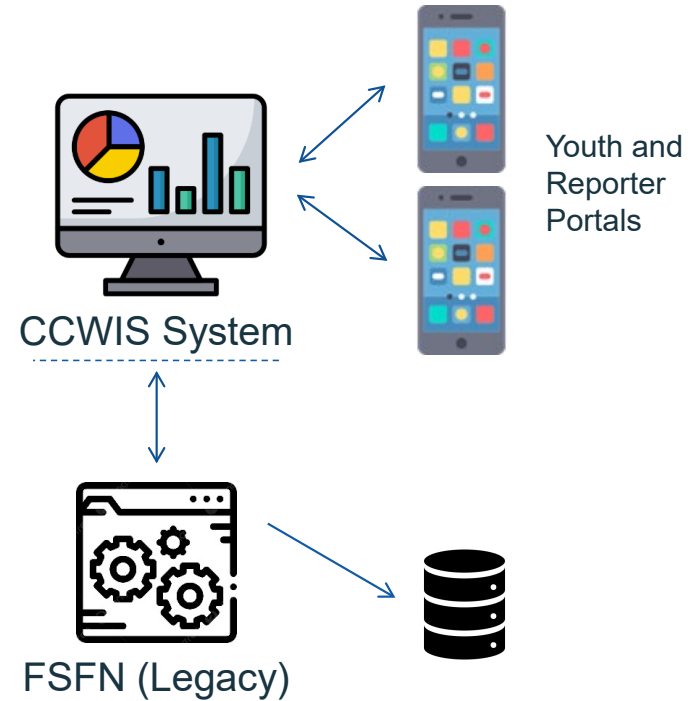 Youth and
Reporter
Portals
CCWIS System
FSFN (Legacy)